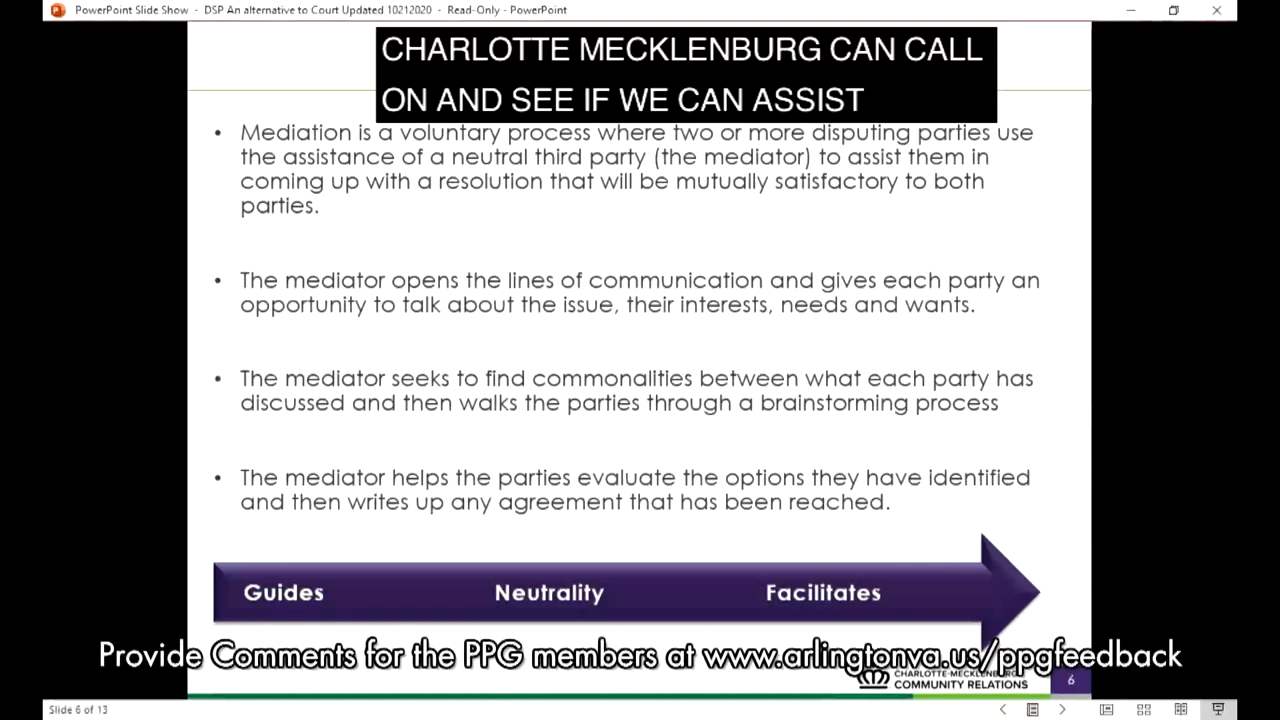 PowerPoint Slide Show - DSP An alternative to Court Updated 10212020 - Read-Only - PowerPoint
CHARLOTTE MECKLENBURG CAN CALL
ON AND SEE IF WE CAN ASSIST
• Mediation is a voluntary process where two or more disputing parties use
the assistance of a neutral third party (the mediator) to assist them in
coming up with a resolution that will be mutually satisfactory to both
parties.
• The mediator opens the lines of communication and gives each party an
opportunity to talk about the issue, their interests, needs and wants.
• The mediator seeks to find commonalities between what each party has
discussed and then walks the parties through a brainstorming process
• The mediator helps the parties evaluate the options they have identified
and then writes up any agreement that has been reached.
Guides Neutrality Facilitates
Provide Comments for the PPG members at www.arlingtonva.us/ppgfeedback
CHARLOTTE-MECKLENBURG
COMMUNITY RELATIONS
6
Slide 6 of 13